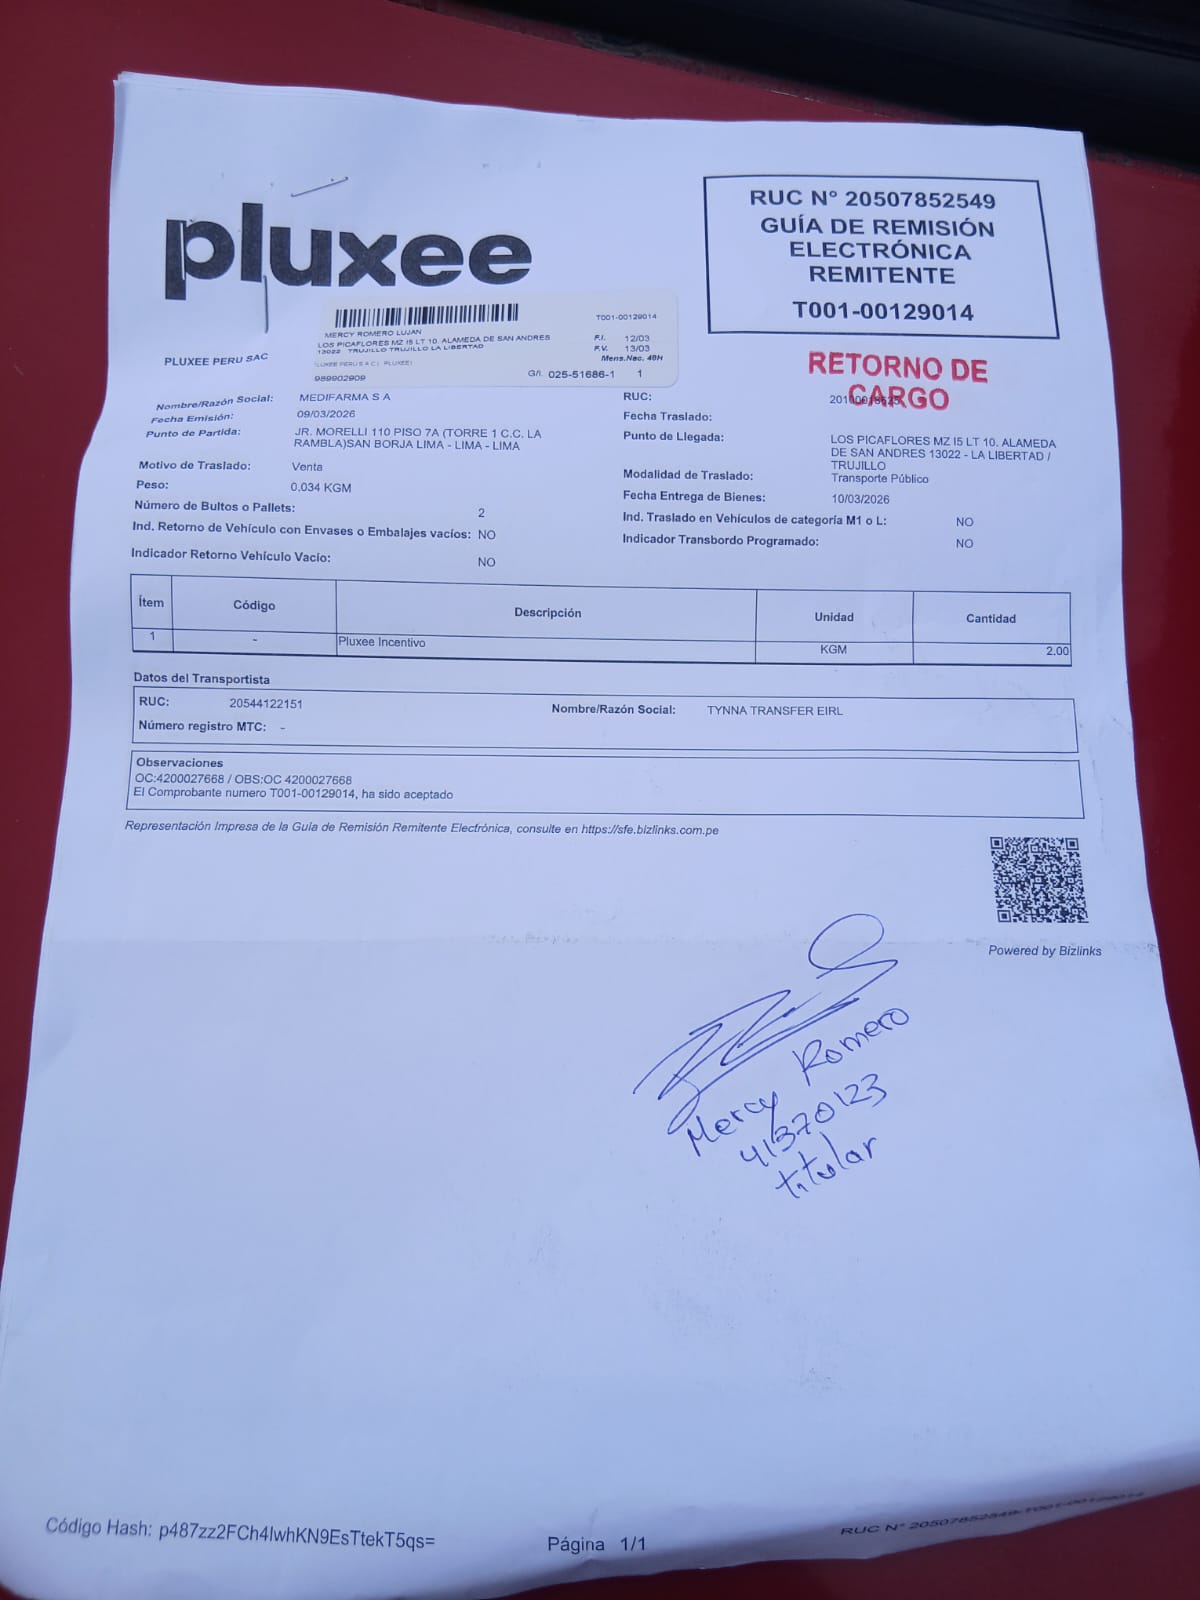 pluxee
RUC N° 20507852549
GUÍA DE REMISIÓN
ELECTRÓNICA
REMITENTE
T001-00129014
T001-00129014
MERCY ROMERO LUJAN
LOS PICAFLORES MZ I5 LT 10. ALAMEDA DE SAN ANDRES
13022 TRUJILLO TRUJILLO LA LIBERTAD
F.I. 12/03
F.V. 13/03
Mens.Nac. 48H
PLUXEE PERU S A C ( PLUXEE)
989902909
G/I. 025-51686-1 1
PLUXEE PERU SAC
RETORNO DE
CARGO
Nombre/Razón Social: MEDIFARMA S A
RUC:
Fecha Emisión: 09/03/2026
Fecha Traslado:
Punto de Partida: JR. MORELLI 110 PISO 7A (TORRE 1 C.C. LA
RAMBLA)SAN BORJA LIMA - LIMA - LIMA
Punto de Llegada: LOS PICAFLORES MZ I5 LT 10. ALAMEDA
DE SAN ANDRES 13022 - LA LIBERTAD /
TRUJILLO
Motivo de Traslado: Venta
Modalidad de Traslado: Transporte Público
Peso: 0,034 KGM
Fecha Entrega de Bienes: 10/03/2026
Número de Bultos o Pallets: 2
Ind. Traslado en Vehículos de categoría M1 o L: NO
Ind. Retorno de Vehículo con Envases o Embalajes vacíos: NO
Indicador Transbordo Programado: NO
Indicador Retorno Vehículo Vacío: NO
Ítem Código Descripción Unidad Cantidad
1 - Pluxee Incentivo KGM 2.00
Datos del Transportista
RUC: 20544122151
Nombre/Razón Social: TYNNA TRANSFER EIRL
Número registro MTC: -
Observaciones
OC:4200027668 / OBS:OC 4200027668
El Comprobante numero T001-00129014, ha sido aceptado
Representación Impresa de la Guía de Remisión Remitente Electrónica, consulte en https://sfe.bizlinks.com.pe
Powered by Bizlinks
Mercy Romero
41370123
titular
Código Hash: p487zz2FCh4lwhKN9EsTtekT5qs=
Página 1/1
RUC N° 20507852549-T001-00129014